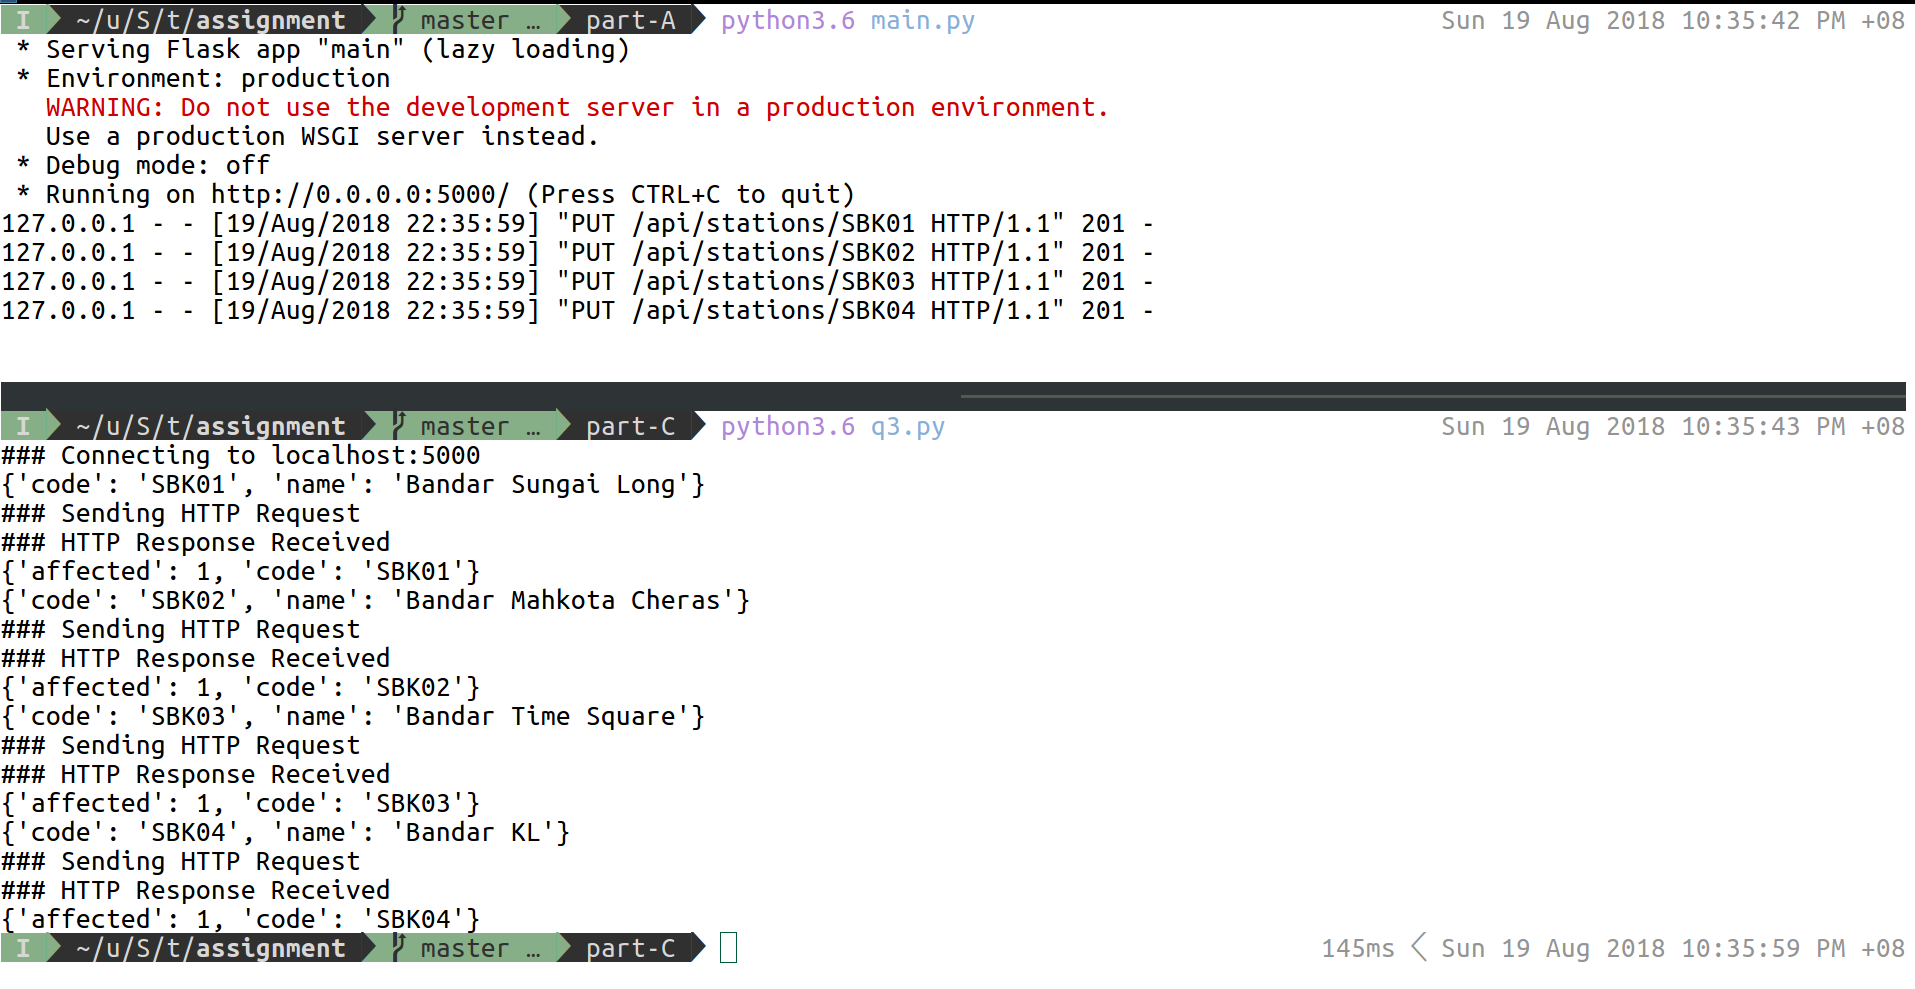 I ~/u/S/t/assignment master … part-A python3.6 main.py Sun 19 Aug 2018 10:35:42 PM +08
* Serving Flask app "main" (lazy loading)
* Environment: production
WARNING: Do not use the development server in a production environment.
Use a production WSGI server instead.
* Debug mode: off
* Running on http://0.0.0.0:5000/ (Press CTRL+C to quit)
127.0.0.1 - - [19/Aug/2018 22:35:59] "PUT /api/stations/SBK01 HTTP/1.1" 201 -
127.0.0.1 - - [19/Aug/2018 22:35:59] "PUT /api/stations/SBK02 HTTP/1.1" 201 -
127.0.0.1 - - [19/Aug/2018 22:35:59] "PUT /api/stations/SBK03 HTTP/1.1" 201 -
127.0.0.1 - - [19/Aug/2018 22:35:59] "PUT /api/stations/SBK04 HTTP/1.1" 201 -
I ~/u/S/t/assignment master … part-C python3.6 q3.py Sun 19 Aug 2018 10:35:43 PM +08
### Connecting to localhost:5000
{'code': 'SBK01', 'name': 'Bandar Sungai Long'}
### Sending HTTP Request
### HTTP Response Received
{'affected': 1, 'code': 'SBK01'}
{'code': 'SBK02', 'name': 'Bandar Mahkota Cheras'}
### Sending HTTP Request
### HTTP Response Received
{'affected': 1, 'code': 'SBK02'}
{'code': 'SBK03', 'name': 'Bandar Time Square'}
### Sending HTTP Request
### HTTP Response Received
{'affected': 1, 'code': 'SBK03'}
{'code': 'SBK04', 'name': 'Bandar KL'}
### Sending HTTP Request
### HTTP Response Received
{'affected': 1, 'code': 'SBK04'}
I ~/u/S/t/assignment master … part-C 145ms Sun 19 Aug 2018 10:35:59 PM +08